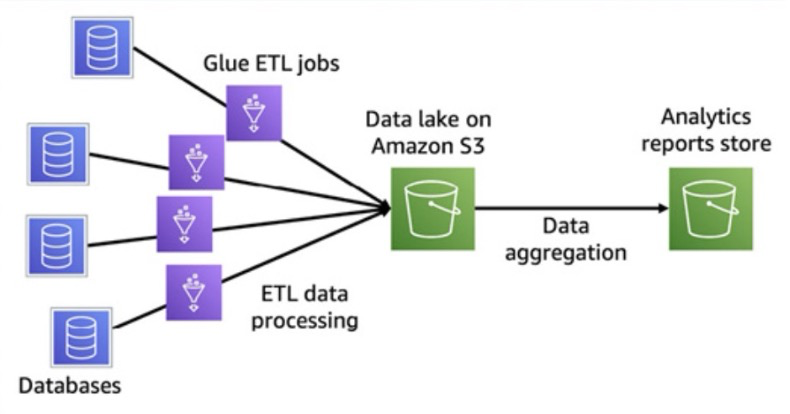 Glue ETL jobs
Data lake on
Amazon S3
Analytics
reports store
Data
aggregation
ETL data
processing
Databases